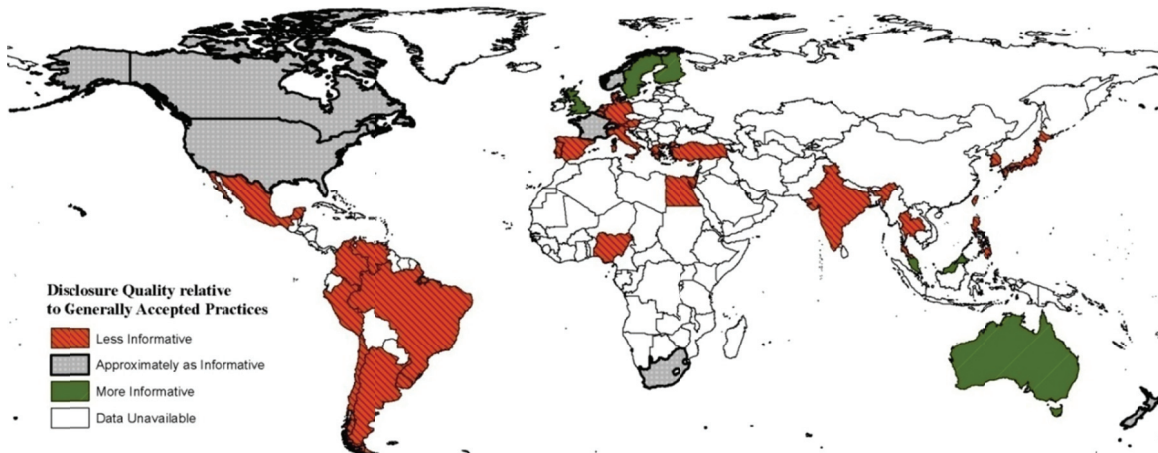 Disclosure Quality relative
to Generally Accepted Practices
Less Informative
Approximately as Informative
More Informative
Data Unavailable